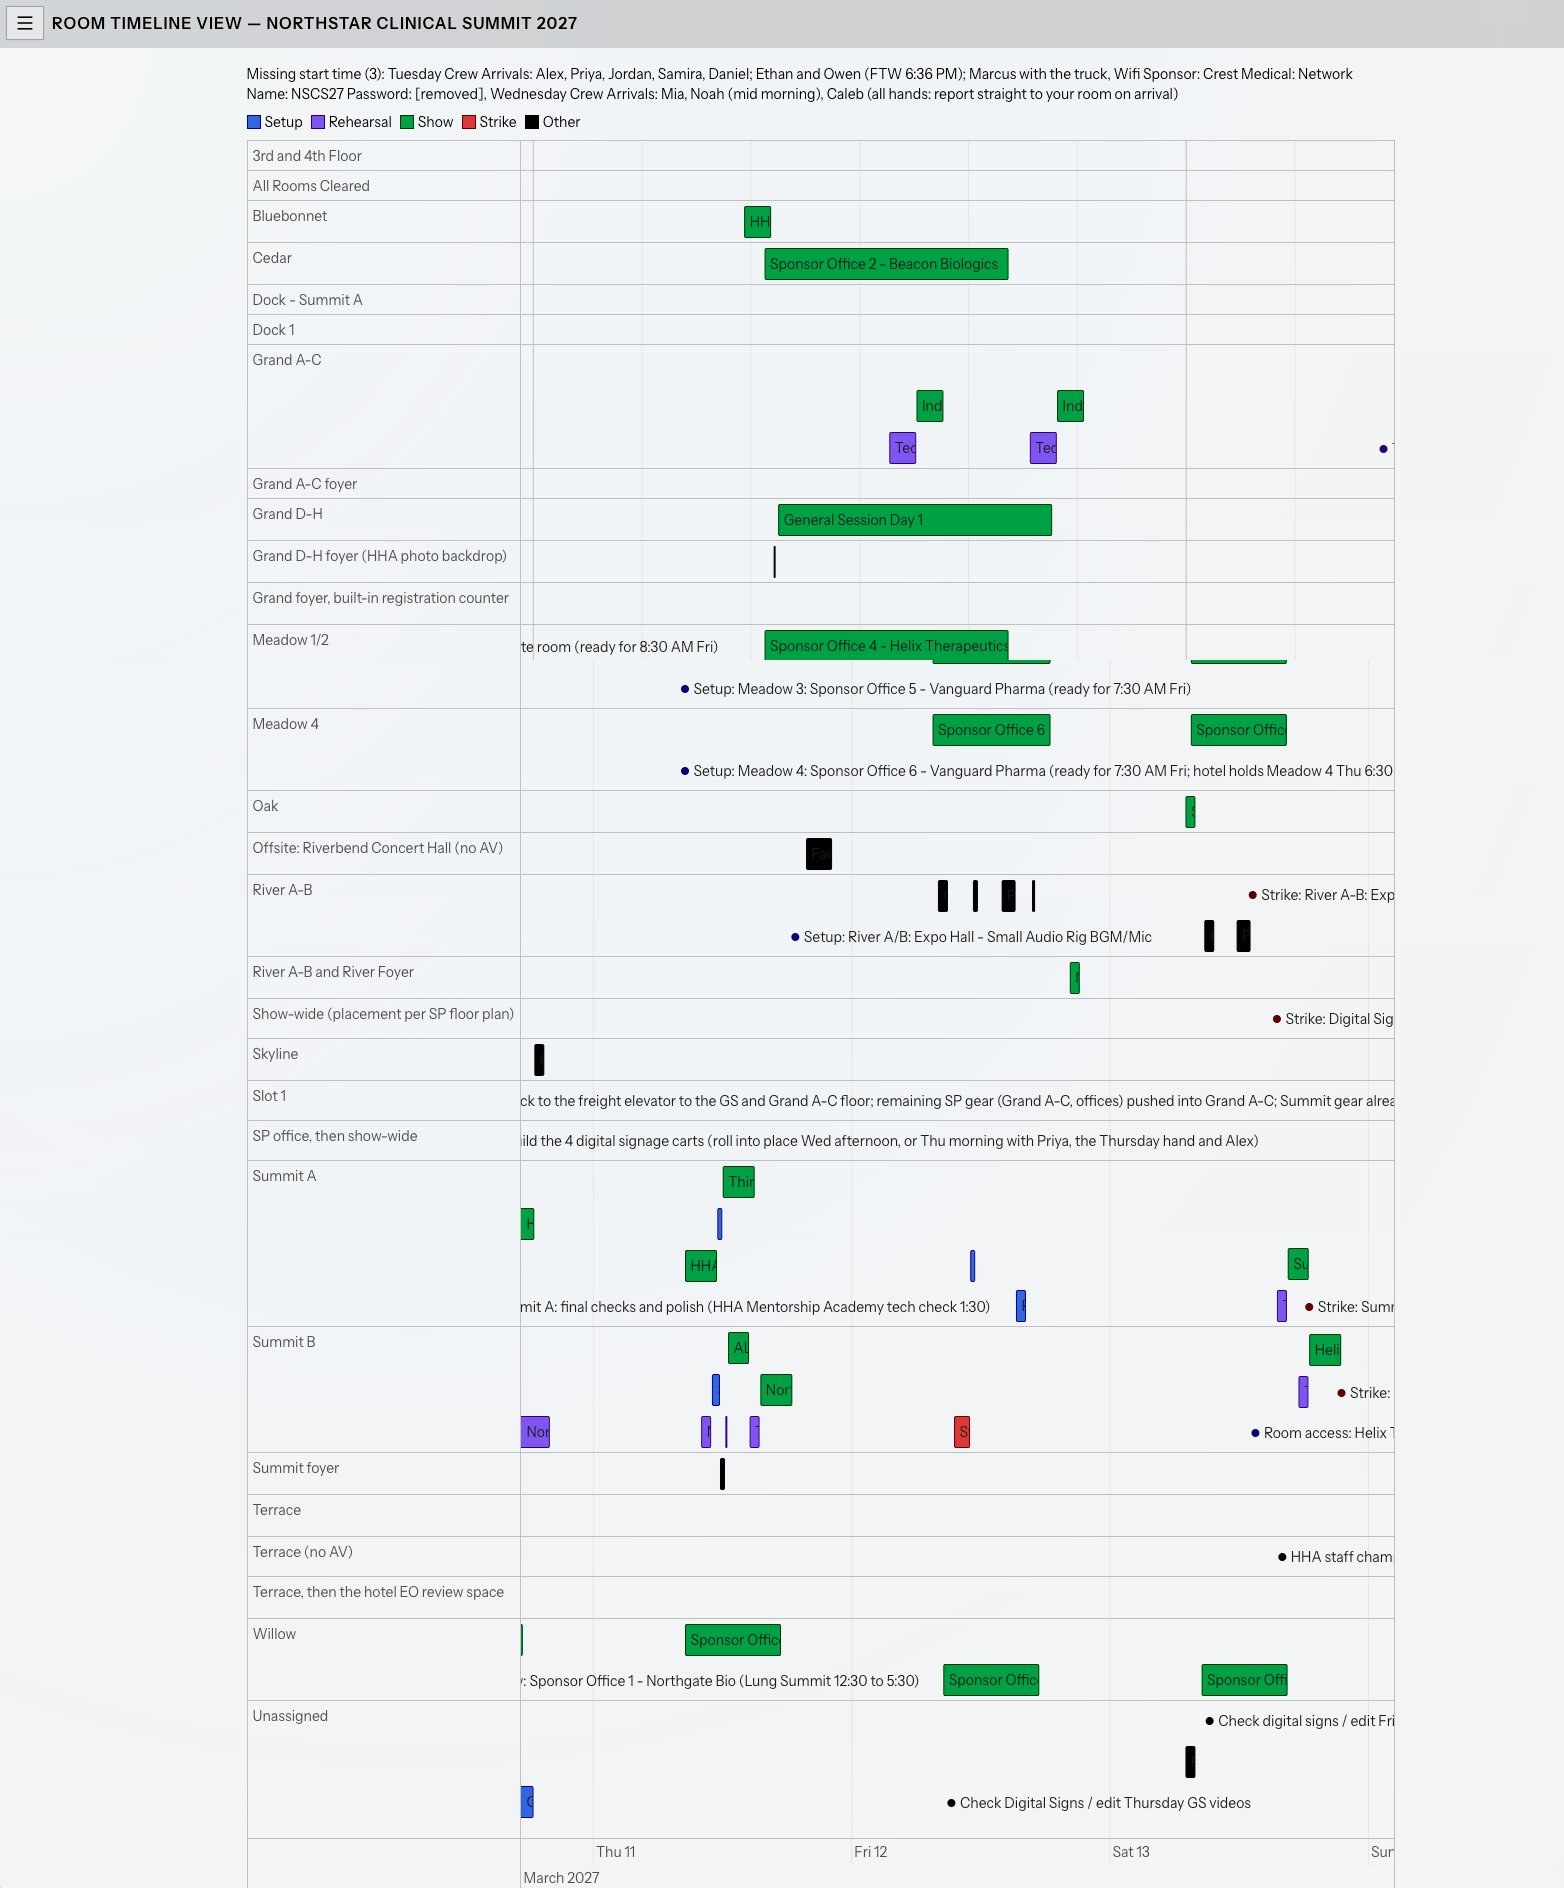 ☰ ROOM TIMELINE VIEW — NORTHSTAR CLINICAL SUMMIT 2027
Missing start time (3): Tuesday Crew Arrivals: Alex, Priya, Jordan, Samira, Daniel; Ethan and Owen (FTW 6:36 PM); Marcus with the truck, Wifi Sponsor: Crest Medical: Network
Name: NSCS27 Password: [removed], Wednesday Crew Arrivals: Mia, Noah (mid morning), Caleb (all hands: report straight to your room on arrival)
Setup Rehearsal Show Strike Other
3rd and 4th Floor
All Rooms Cleared
Bluebonnet
HH
Cedar
Sponsor Office 2 - Beacon Biologics
Dock - Summit A
Dock 1
Grand A-C
Ind Ind
Tec Tec
Grand A-C foyer
Grand D-H
General Session Day 1
Grand D-H foyer (HHA photo backdrop)
Grand foyer, built-in registration counter
Meadow 1/2
te room (ready for 8:30 AM Fri) Sponsor Office 4 - Helix Therapeutics
Setup: Meadow 3: Sponsor Office 5 - Vanguard Pharma (ready for 7:30 AM Fri)
Meadow 4
Sponsor Office 6 Sponsor Offic
Setup: Meadow 4: Sponsor Office 6 - Vanguard Pharma (ready for 7:30 AM Fri; hotel holds Meadow 4 Thu 6:30
Oak
Offsite: Riverbend Concert Hall (no AV)
River A-B
Strike: River A-B: Exp
Setup: River A/B: Expo Hall - Small Audio Rig BGM/Mic
River A-B and River Foyer
Show-wide (placement per SP floor plan)
Strike: Digital Sig
Skyline
Slot 1
ck to the freight elevator to the GS and Grand A-C floor; remaining SP gear (Grand A-C, offices) pushed into Grand A-C; Summit gear alrea
SP office, then show-wide
ild the 4 digital signage carts (roll into place Wed afternoon, or Thu morning with Priya, the Thursday hand and Alex)
Summit A
Thir
H
HHA
Su
mit A: final checks and polish (HHA Mentorship Academy tech check 1:30) Strike: Summ
Summit B
AL Heli
Nor Strike:
Nor S Room access: Helix T
Summit foyer
Terrace
Terrace (no AV)
HHA staff cham
Terrace, then the hotel EO review space
Willow
Sponsor Offic
: Sponsor Office 1 - Northgate Bio (Lung Summit 12:30 to 5:30) Sponsor Offic Sponsor Offi
Unassigned
Check digital signs / edit Fri
Check Digital Signs / edit Thursday GS videos
Thu 11 Fri 12 Sat 13 Sun
March 2027